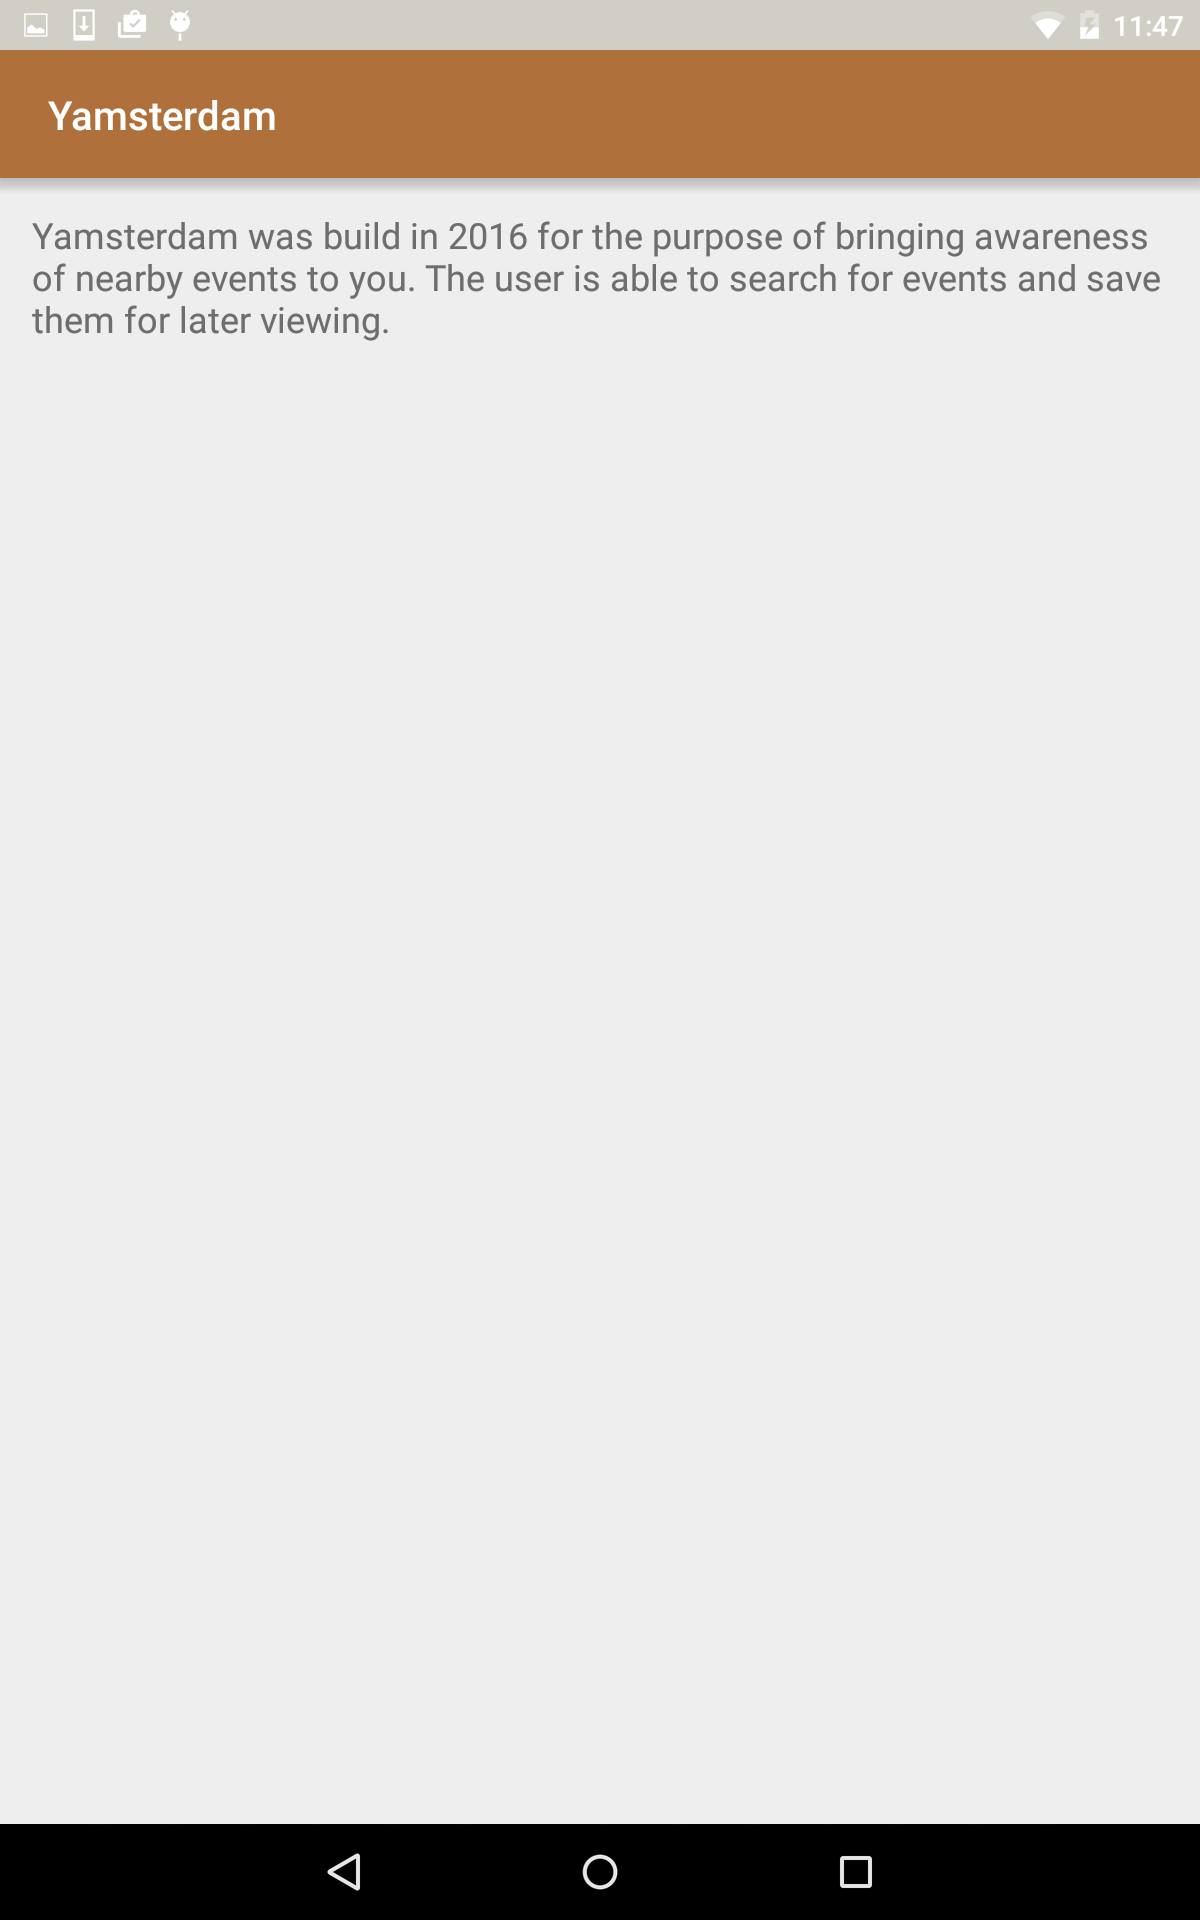 11:47
Yamsterdam
Yamsterdam was build in 2016 for the purpose of bringing awareness
of nearby events to you. The user is able to search for events and save
them for later viewing.